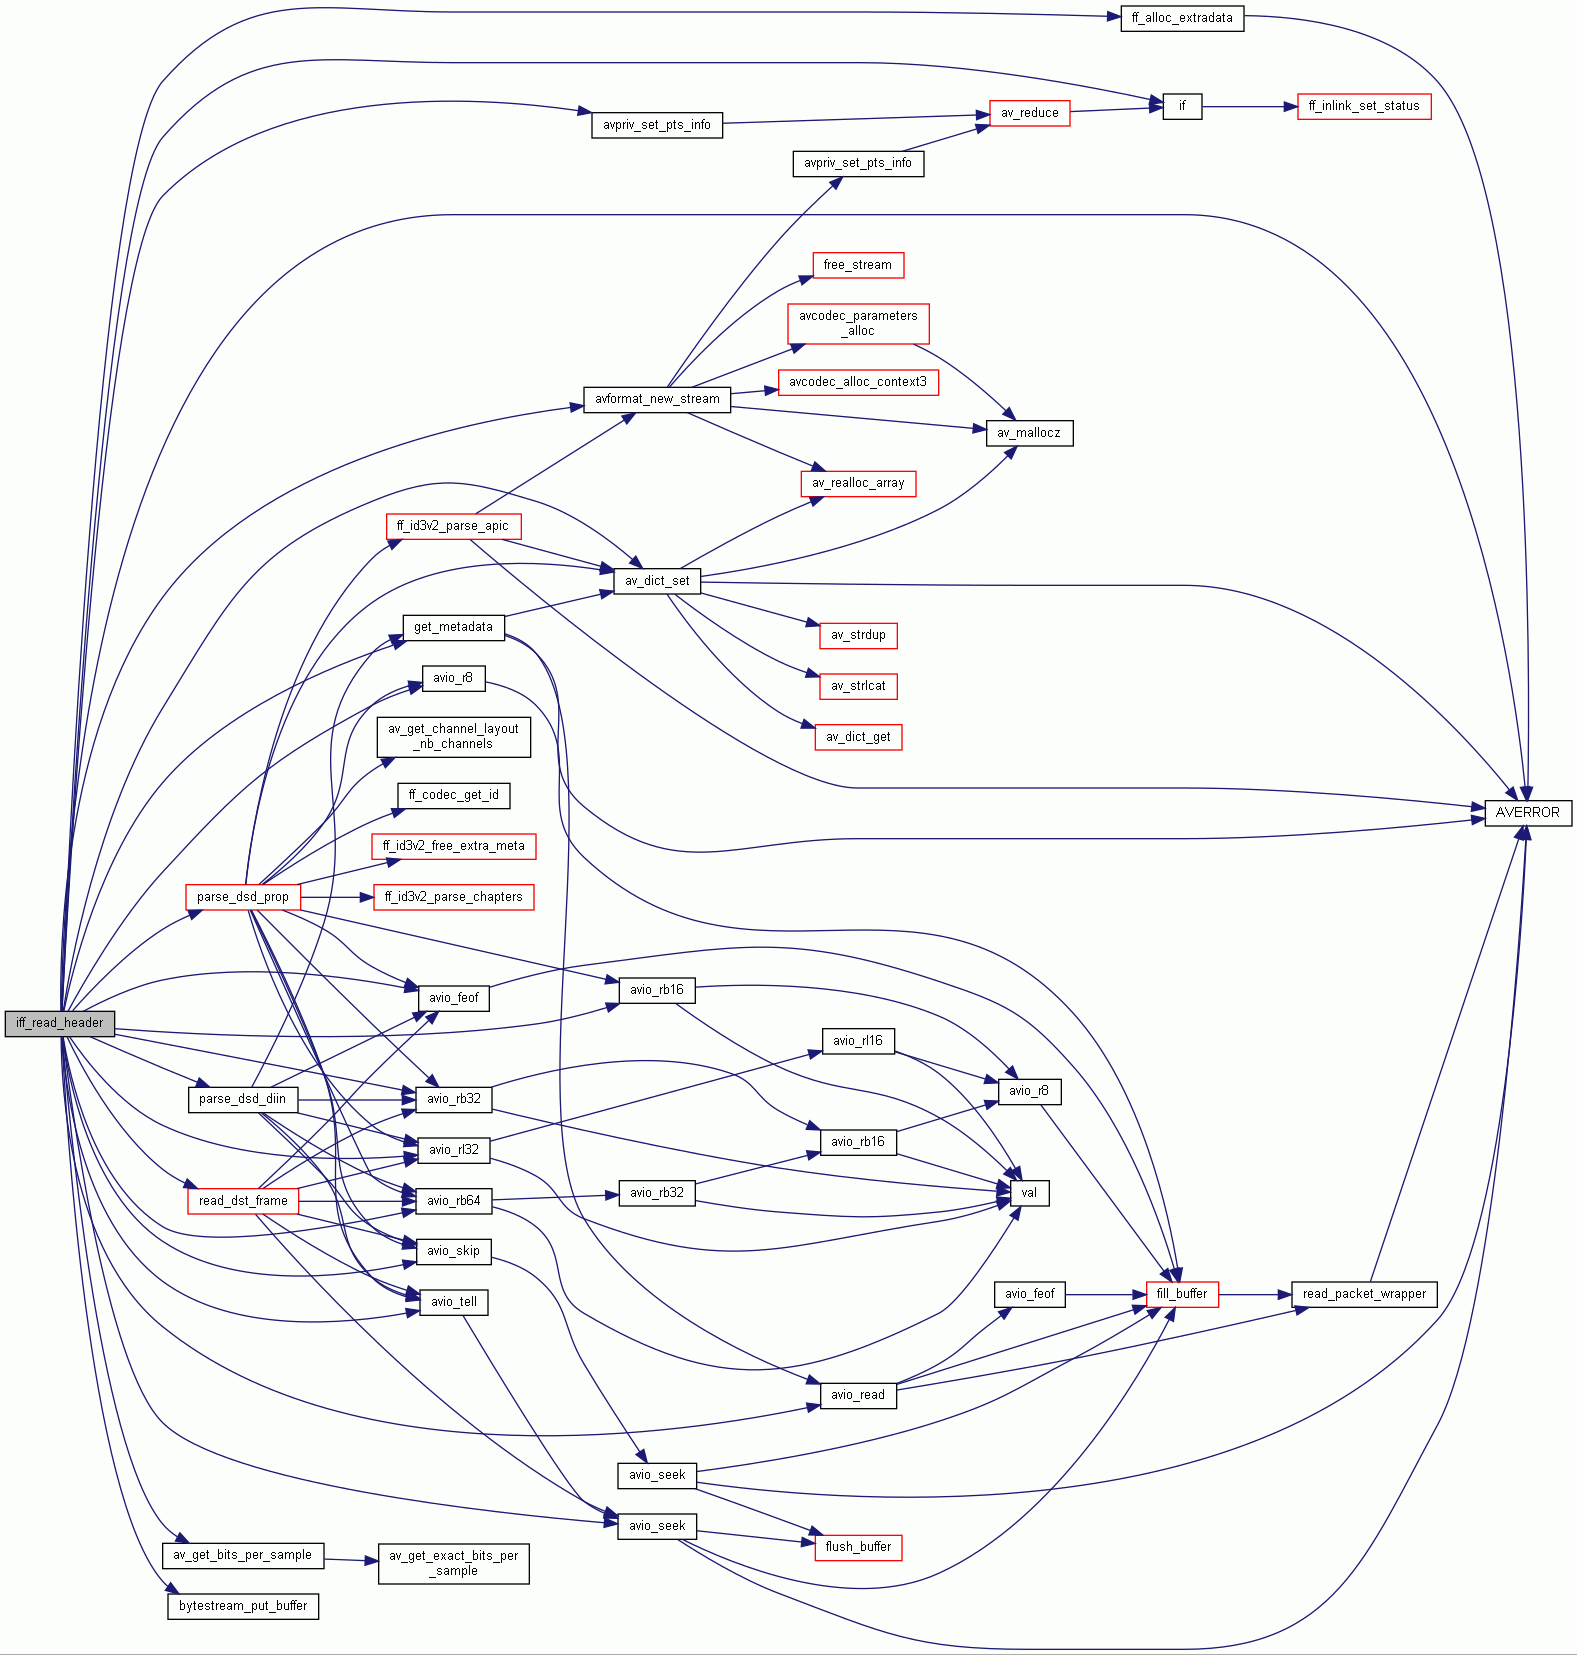 ff_alloc_extradata
if
ff_inlink_set_status
av_reduce
avpriv_set_pts_info
avpriv_set_pts_info
free_stream
avcodec_parameters
_alloc
avcodec_alloc_context3
avformat_new_stream
av_mallocz
av_realloc_array
ff_id3v2_parse_apic
av_dict_set
get_metadata
av_strdup
avio_r8
av_strlcat
av_get_channel_layout
_nb_channels
av_dict_get
ff_codec_get_id
AVERROR
ff_id3v2_free_extra_meta
parse_dsd_prop
ff_id3v2_parse_chapters
avio_feof
avio_rb16
iff_read_header
avio_rl16
parse_dsd_diin
avio_rb32
avio_r8
avio_rl32
avio_rb16
read_dst_frame
avio_rb64
avio_rb32
val
avio_skip
avio_tell
avio_feof
fill_buffer
read_packet_wrapper
avio_read
avio_seek
avio_seek
flush_buffer
av_get_bits_per_sample
av_get_exact_bits_per
_sample
bytestream_put_buffer